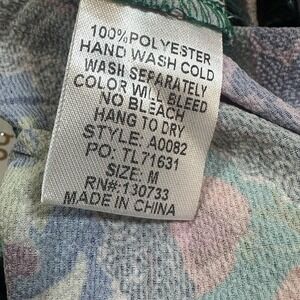 100%POLYESTER
HAND WASH COLD
WASH SEPARATELY
COLOR WILL BLEED
NO BLEACH
HANG TO DRY
STYLE: A0082
PO: TL71631
SIZE: M
RN#:130733
MADE IN CHINA